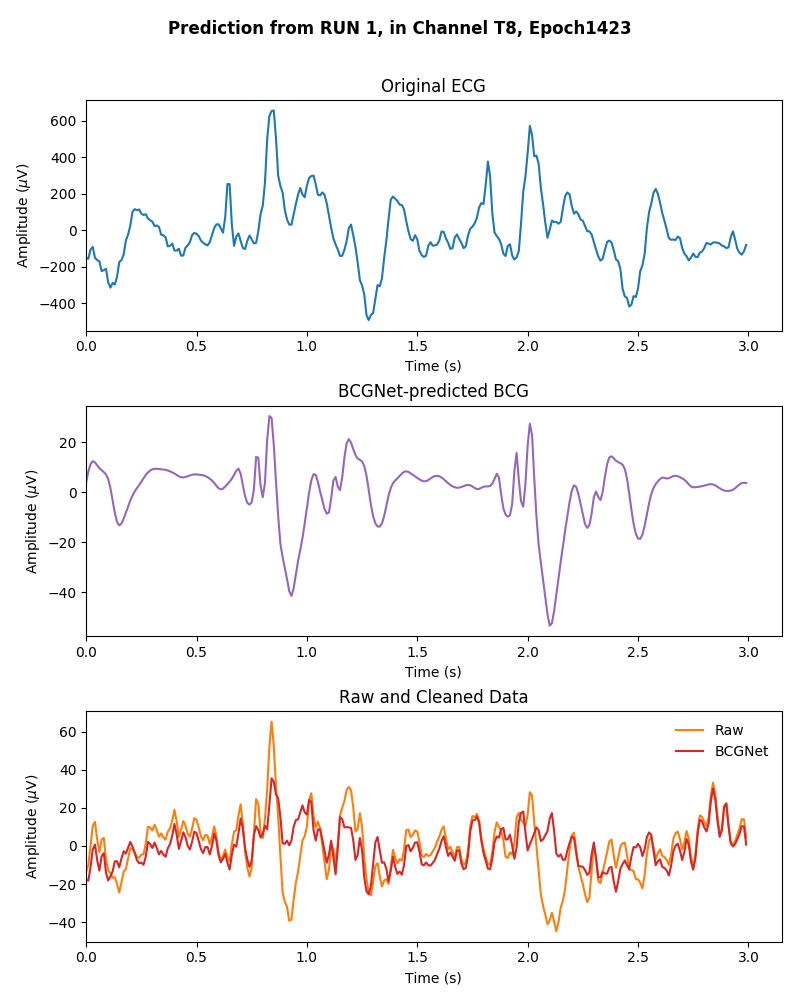 Prediction from RUN 1, in Channel T8, Epoch1423
Original ECG
Amplitude (μV)
600
400
200
0
−200
−400
0.0 0.5 1.0 1.5 2.0 2.5 3.0
Time (s)
BCGNet-predicted BCG
Amplitude (μV)
20
0
−20
−40
0.0 0.5 1.0 1.5 2.0 2.5 3.0
Time (s)
Raw and Cleaned Data
Amplitude (μV)
60
40
20
0
−20
−40
Raw
BCGNet
0.0 0.5 1.0 1.5 2.0 2.5 3.0
Time (s)